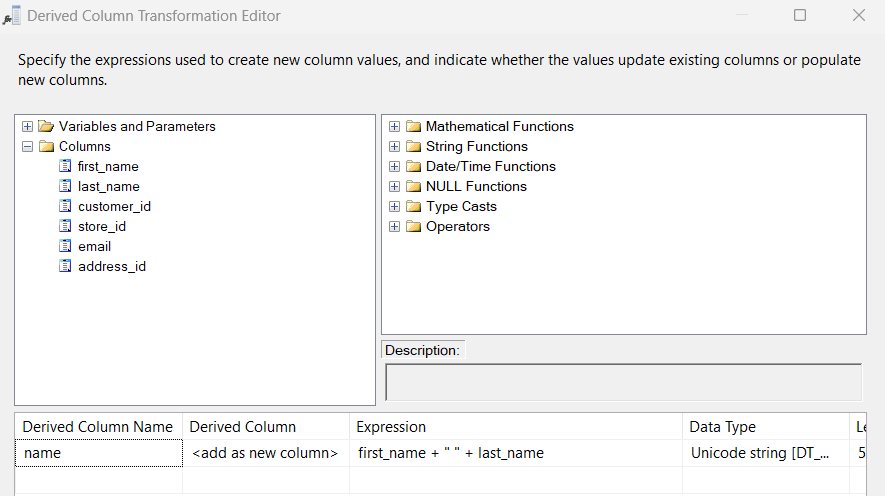 Derived Column Transformation Editor
Specify the expressions used to create new column values, and indicate whether the values update existing columns or populate
new columns.
Variables and Parameters
Columns
first_name
last_name
customer_id
store_id
email
address_id
Mathematical Functions
String Functions
Date/Time Functions
NULL Functions
Type Casts
Operators
Description:
Derived Column Name Derived Column Expression Data Type
name <add as new column> first_name + " " + last_name Unicode string [DT_...